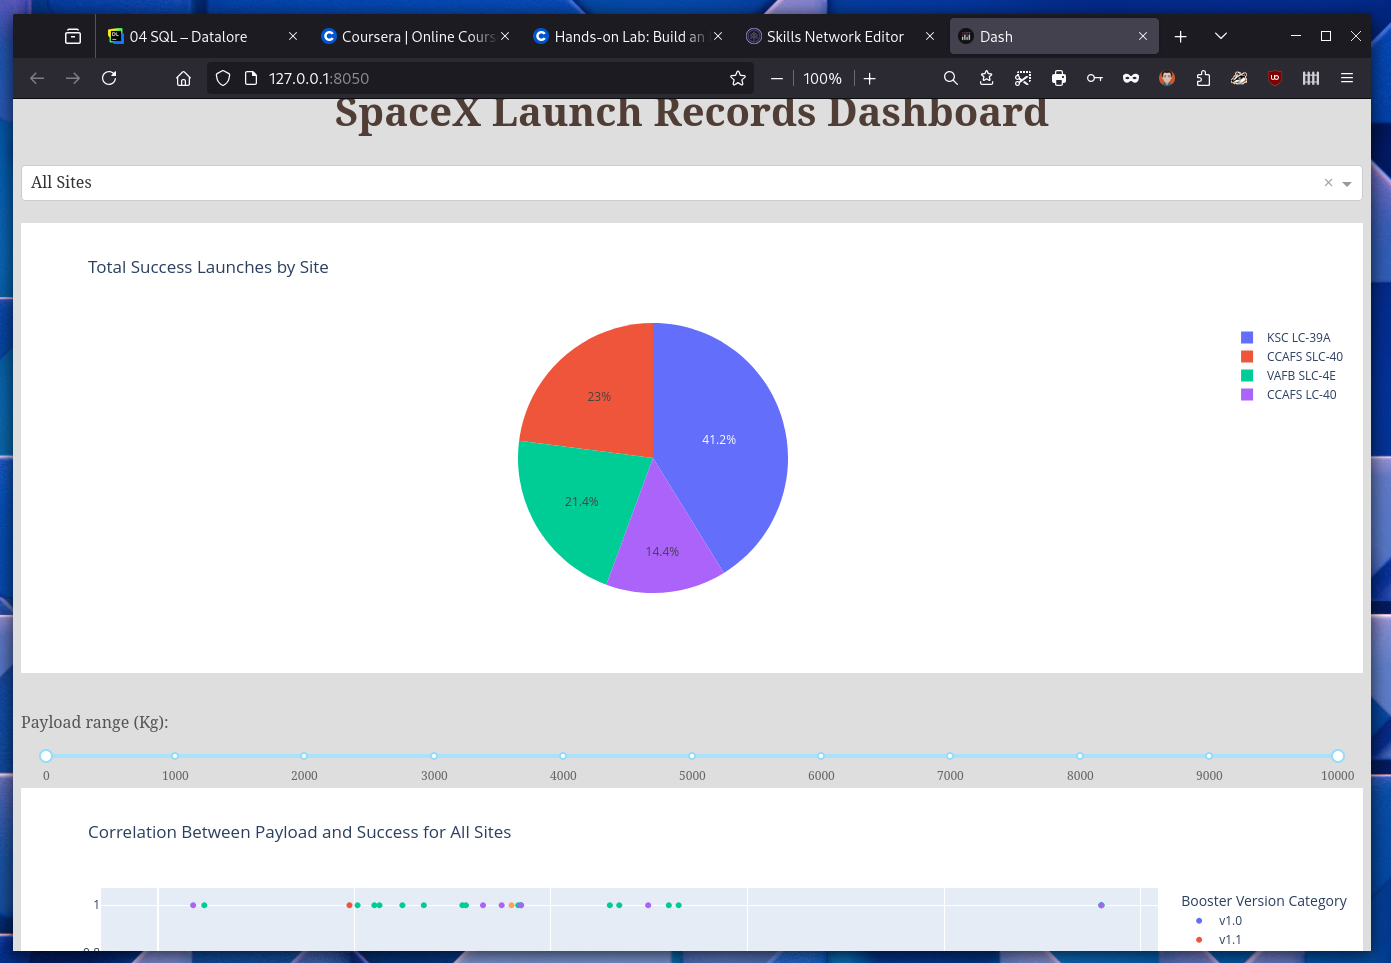 04 SQL – Datalore
Coursera | Online Cours
Hands-on Lab: Build an
Skills Network Editor
Dash
127.0.0.1:8050
100%
SpaceX Launch Records Dashboard
All Sites
Total Success Launches by Site
KSC LC-39A
CCAFS SLC-40
VAFB SLC-4E
CCAFS LC-40
23%
41.2%
21.4%
14.4%
Payload range (Kg):
0 1000 2000 3000 4000 5000 6000 7000 8000 9000 10000
Correlation Between Payload and Success for All Sites
1
Booster Version Category
v1.0
v1.1